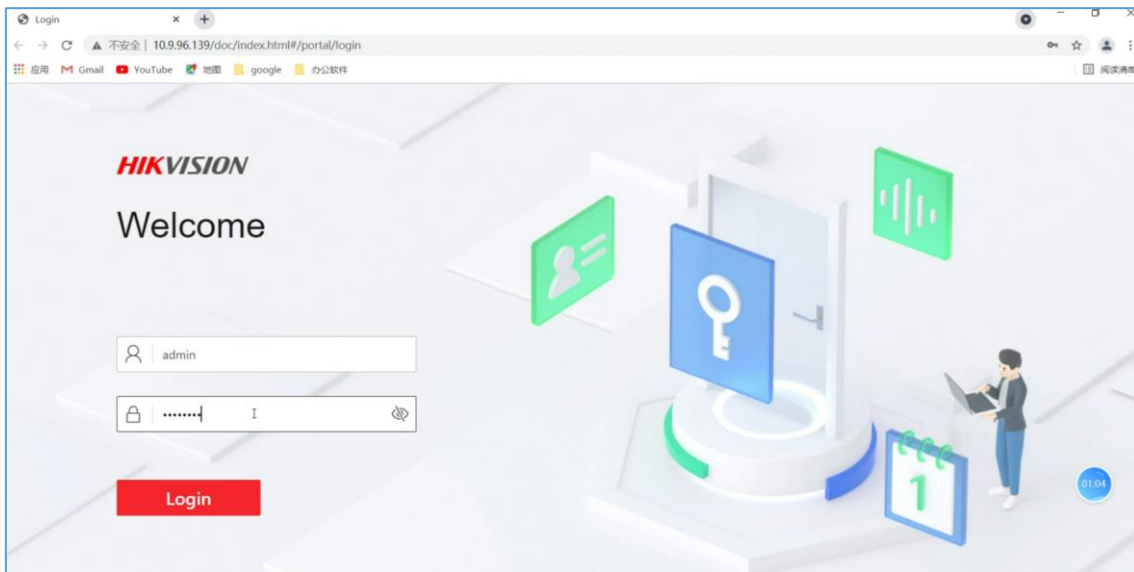 Login
不安全 | 10.9.96.139/doc/index.html#/portal/login
应用 Gmail YouTube 地图 google 办公软件 阅读清单
HIKVISION
Welcome
admin
••••••••
Login
1
01:04